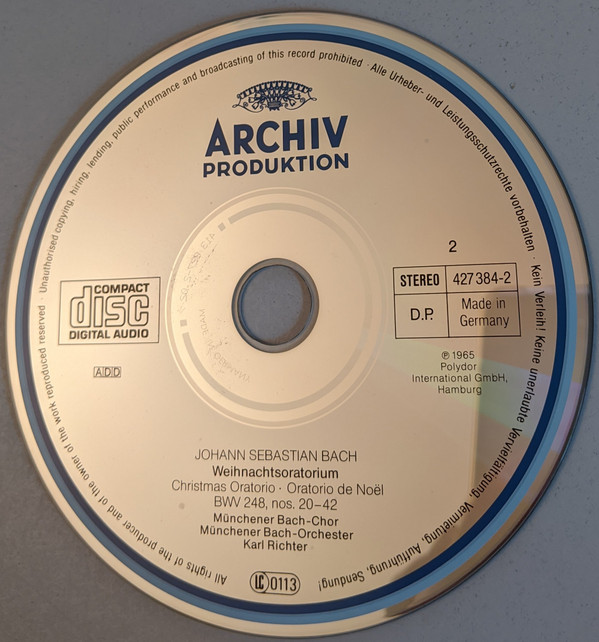 All rights of the producer and of the owner of the work reproduced reserved · Unauthorised copying, hiring, lending, public performance and broadcasting of this record prohibited · Alle Urheber- und Leistungsschutzrechte vorbehalten · Kein Verleih! Keine unerlaubte Vervielfältigung, Vermietung, Aufführung, Sendung!
ARCHIV
PRODUKTION
COMPACT
disc
DIGITAL AUDIO
ADD
2
STEREO 427 384-2
D.P. Made in
Germany
℗ 1965
Polydor
International GmbH,
Hamburg
JOHANN SEBASTIAN BACH
Weihnachtsoratorium
Christmas Oratorio · Oratorio de Noël
BWV 248, nos. 20–42
Münchener Bach-Chor
Münchener Bach-Orchester
Karl Richter
LC 0113